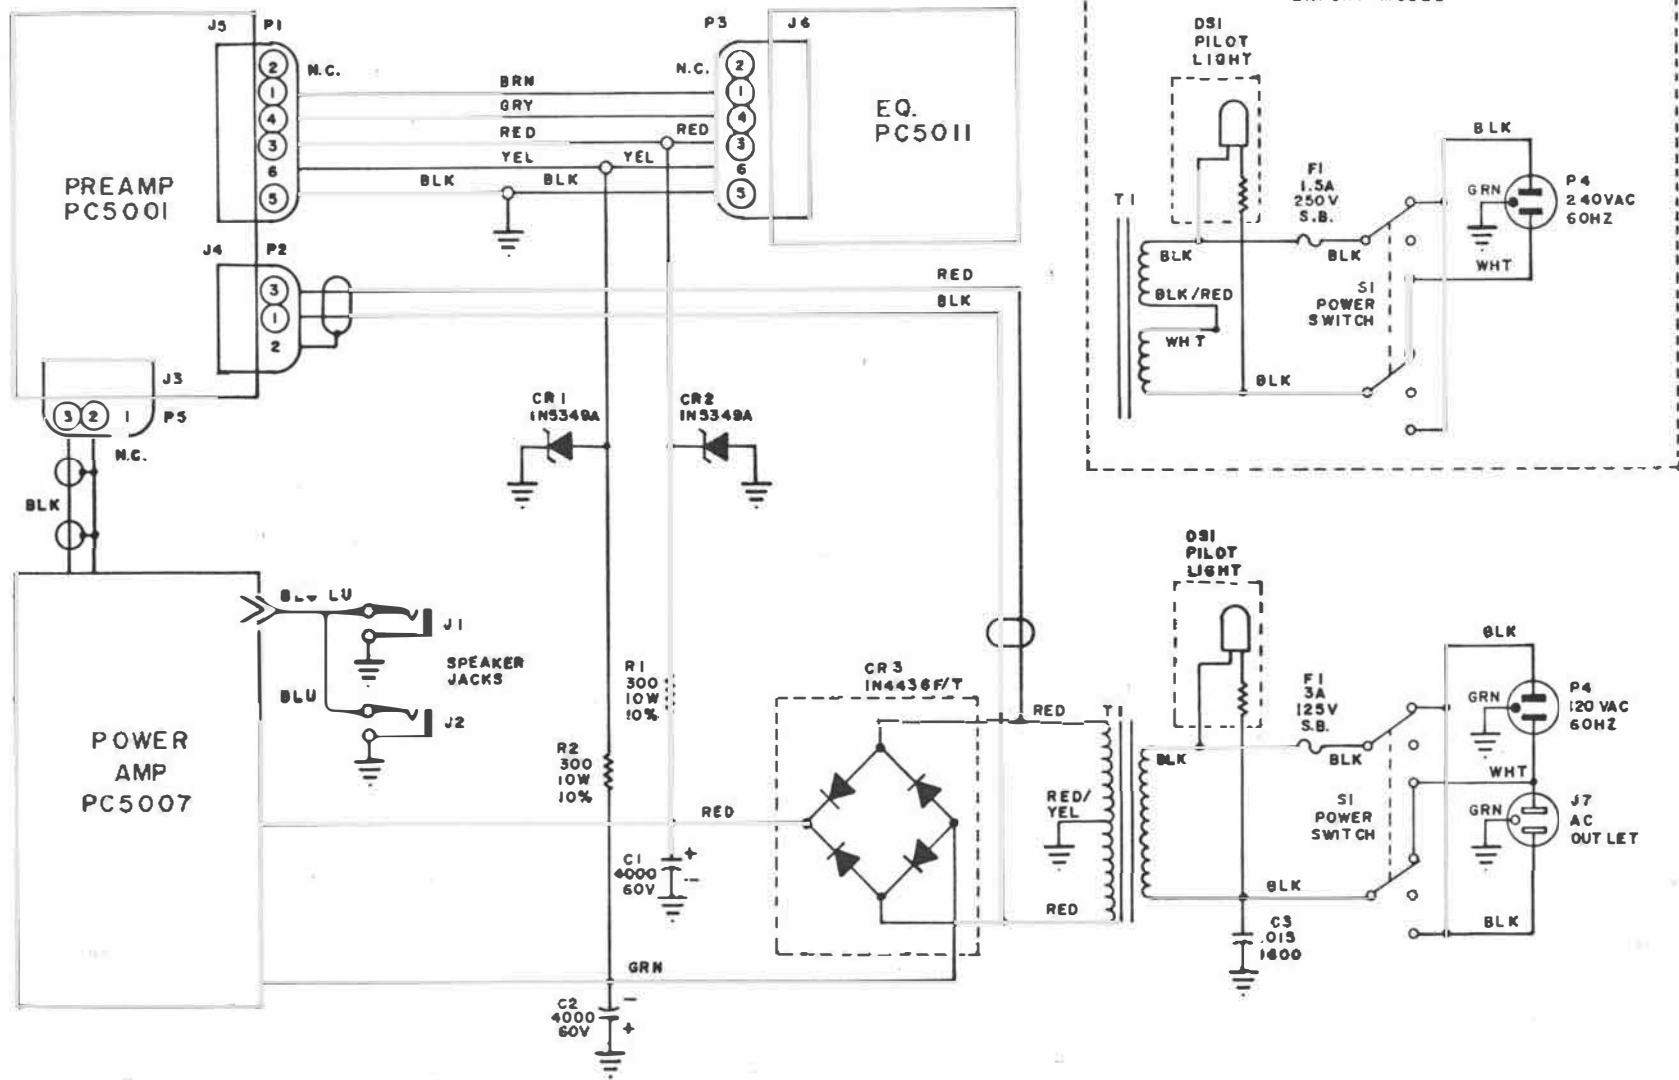 J5
P1
2
1
4
3
6
5
N.C.
BRN
GRY
RED
RED
YEL
YEL
BLK
BLK
P3
J6
N.C.
2
1
4
3
6
5
EQ.
PC5011
PREAMP
PC5001
J4
P2
3
1
2
RED
BLK
J3
P5
3
2
1
N.C.
BLK
CR1
1N5349A
CR2
1N5349A
DS1
PILOT
LIGHT
T1
BLK
BLK/RED
WHT
BLK
F1
1.5A
250V
S.B.
BLK
S1
POWER
SWITCH
BLK
GRN
WHT
P4
240VAC
60HZ
POWER
AMP
PC5007
BLU
J1
SPEAKER
JACKS
BLU
J2
R1
300
10W
10%
R2
300
10W
10%
RED
C1
4000
60V
+
-
GRN
C2
4000
60V
-
+
CR3
1N4436F/T
RED
T1
RED/
YEL
RED
DS1
PILOT
LIGHT
BLK
F1
3A
125V
S.B.
BLK
S1
POWER
SWITCH
BLK
C3
.015
1600
BLK
GRN
P4
120 VAC
60HZ
WHT
GRN
J7
AC
OUTLET
BLK